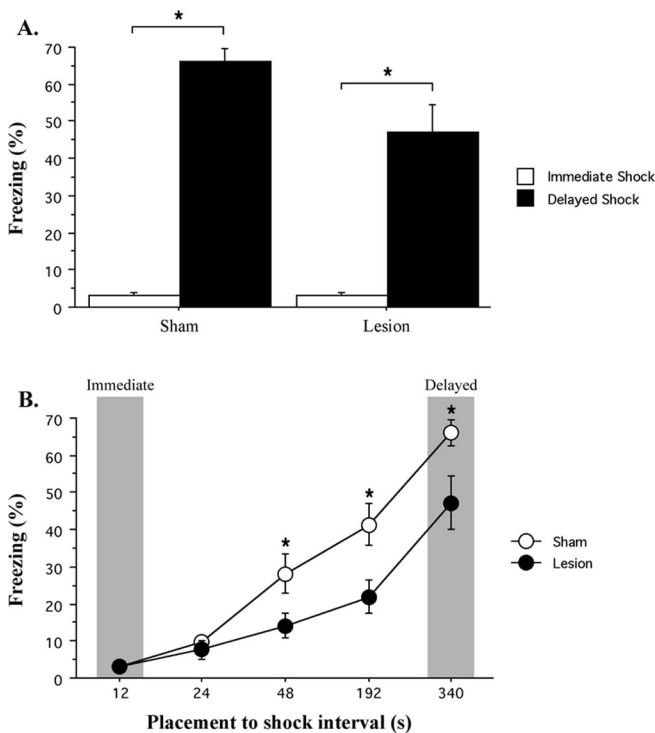 A.
*
*
70
60
50
40
30
20
10
0
Freezing (%)
Sham
Lesion
Immediate Shock
Delayed Shock
B.
Immediate
Delayed
70
60
50
40
30
20
10
0
Freezing (%)
*
*
*
Sham
Lesion
12
24
48
192
340
Placement to shock interval (s)